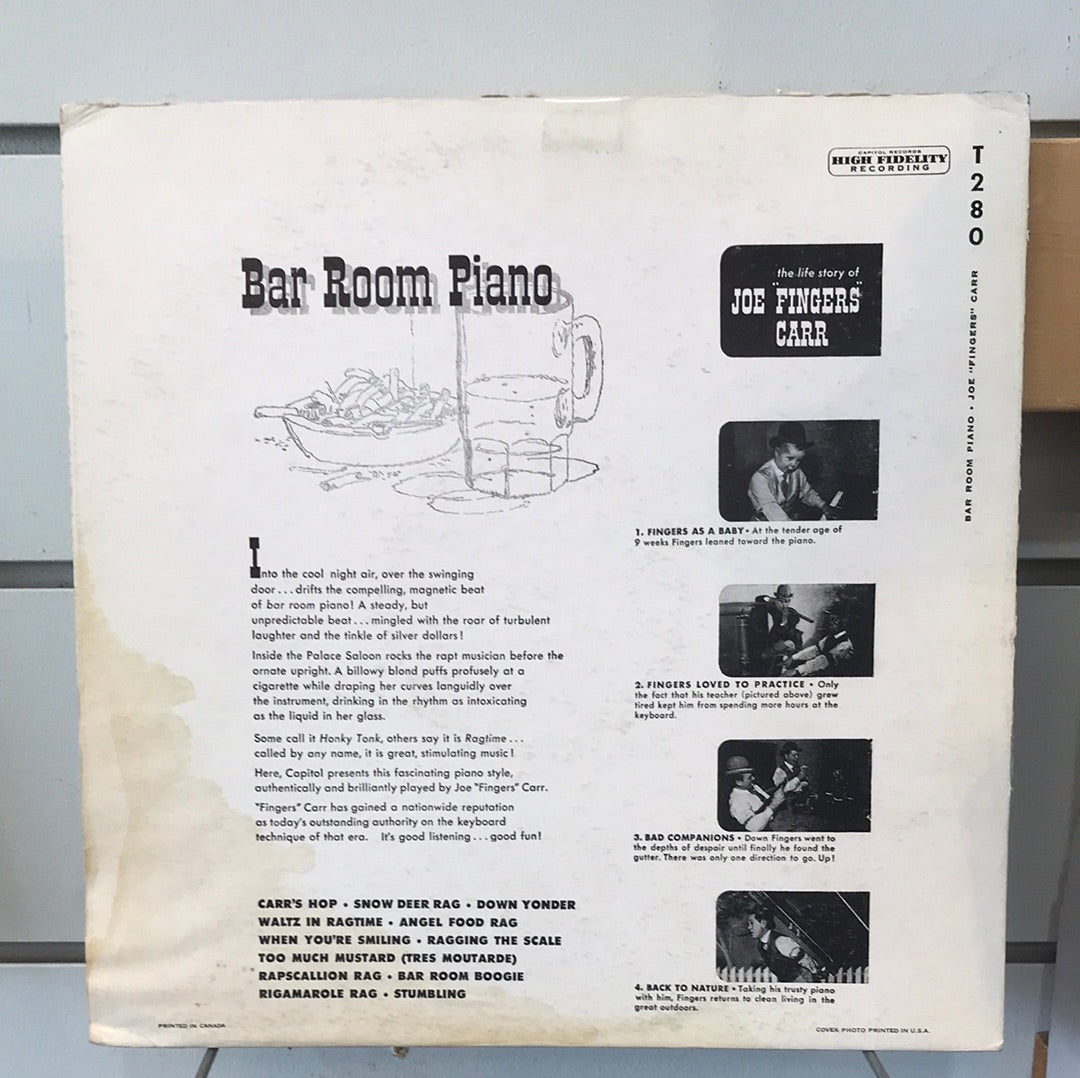 CAPITOL RECORDS
HIGH FIDELITY
RECORDING
T
2
8
0
BAR ROOM PIANO • JOE "FINGERS" CARR
Bar Room Piano
Into the cool night air, over the swinging
door . . . drifts the compelling, magnetic beat
of bar room piano! A steady, but
unpredictable beat . . . mingled with the roar of turbulent
laughter and the tinkle of silver dollars!
Inside the Palace Saloon rocks the rapt musician before the
ornate upright. A billowy blond puffs profusely at a
cigarette while draping her curves languidly over
the instrument, drinking in the rhythm as intoxicating
as the liquid in her glass.
Some call it Honky Tonk, others say it is Ragtime . . .
called by any name, it is great, stimulating music!
Here, Capitol presents this fascinating piano style,
authentically and brilliantly played by Joe "Fingers" Carr.
"Fingers" Carr has gained a nationwide reputation
as today's outstanding authority on the keyboard
technique of that era. It's good listening . . . good fun!
CARR'S HOP • SNOW DEER RAG • DOWN YONDER
WALTZ IN RAGTIME • ANGEL FOOD RAG
WHEN YOU'RE SMILING • RAGGING THE SCALE
TOO MUCH MUSTARD (TRES MOUTARDE)
RAPSCALLION RAG • BAR ROOM BOOGIE
RIGAMAROLE RAG • STUMBLING
the life story of
JOE "FINGERS"
CARR
1. FINGERS AS A BABY • At the tender age of
9 weeks Fingers leaned toward the piano.
2. FINGERS LOVED TO PRACTICE • Only
the fact that his teacher (pictured above) grew
tired kept him from spending more hours at the
keyboard.
3. BAD COMPANIONS • Down Fingers went to
the depths of despair until finally he found the
gutter. There was only one direction to go. Up!
4. BACK TO NATURE • Taking his trusty piano
with him, Fingers returns to clean living in the
great outdoors.
PRINTED IN CANADA
COVER PHOTO PRINTED IN U.S.A.